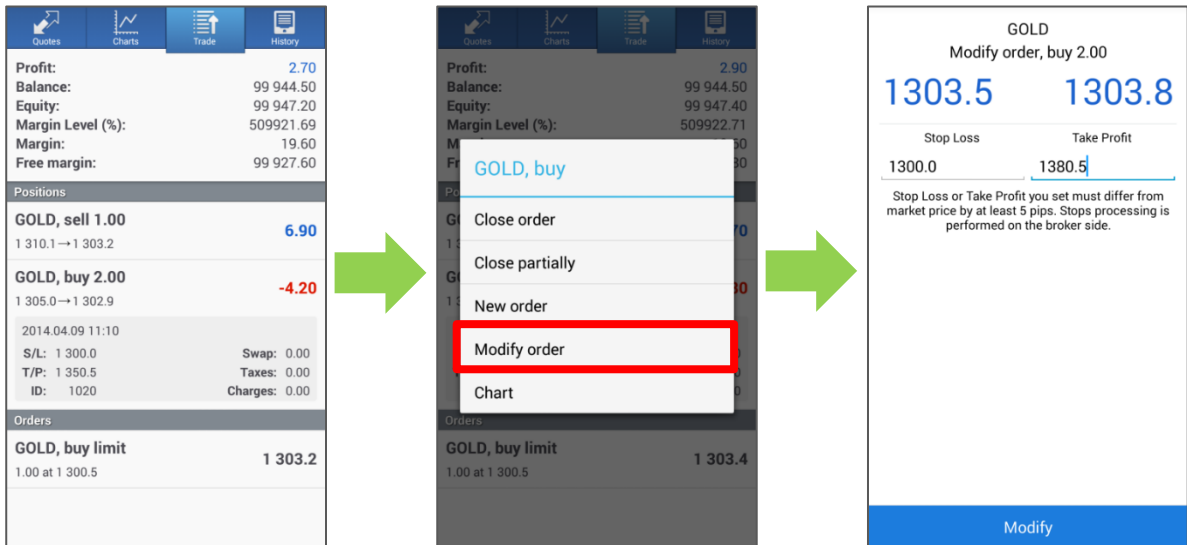 Quotes Charts Trade History
Profit: 2.70
Balance: 99 944.50
Equity: 99 947.20
Margin Level (%): 509921.69
Margin: 19.60
Free margin: 99 927.60
Positions
GOLD, sell 1.00 6.90
1 310.1→1 303.2
GOLD, buy 2.00 -4.20
1 305.0→1 302.9
2014.04.09 11:10
S/L: 1 300.0 Swap: 0.00
T/P: 1 350.5 Taxes: 0.00
ID: 1020 Charges: 0.00
Orders
GOLD, buy limit 1 303.2
1.00 at 1 300.5
Quotes Charts Trade History
Profit: 2.90
Balance: 99 944.50
Equity: 99 947.40
Margin Level (%): 509922.71
GOLD, buy
Close order
Close partially
New order
Modify order
Chart
Orders
GOLD, buy limit 1 303.4
1.00 at 1 300.5
GOLD
Modify order, buy 2.00
1303.5 1303.8
Stop Loss Take Profit
1300.0 1380.5
Stop Loss or Take Profit you set must differ from
market price by at least 5 pips. Stops processing is
performed on the broker side.
Modify